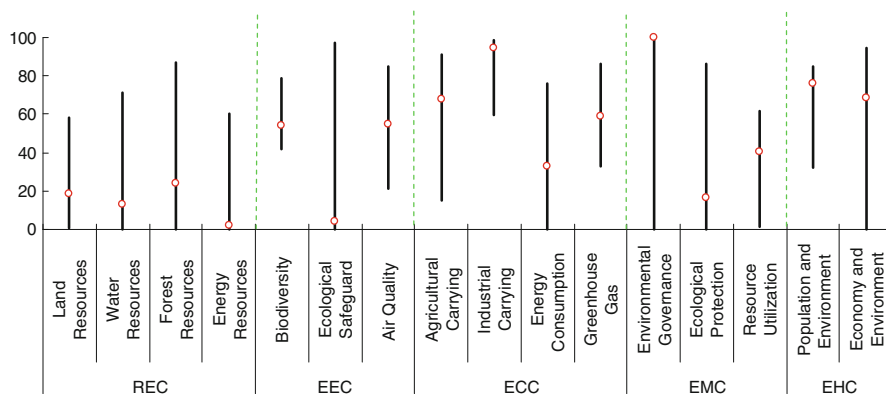 100
80
60
40
20
0
Land
Resources
Water
Resources
Forest
Resources
Energy
Resources
Biodiversity
Ecological
Safeguard
Air Quality
Agricultural
Carrying
Industrial
Carrying
Energy
Consumption
Greenhouse
Gas
Environmental
Governance
Ecological
Protection
Resource
Utilization
Population and
Environment
Economy and
Environment
REC
EEC
ECC
EMC
EHC